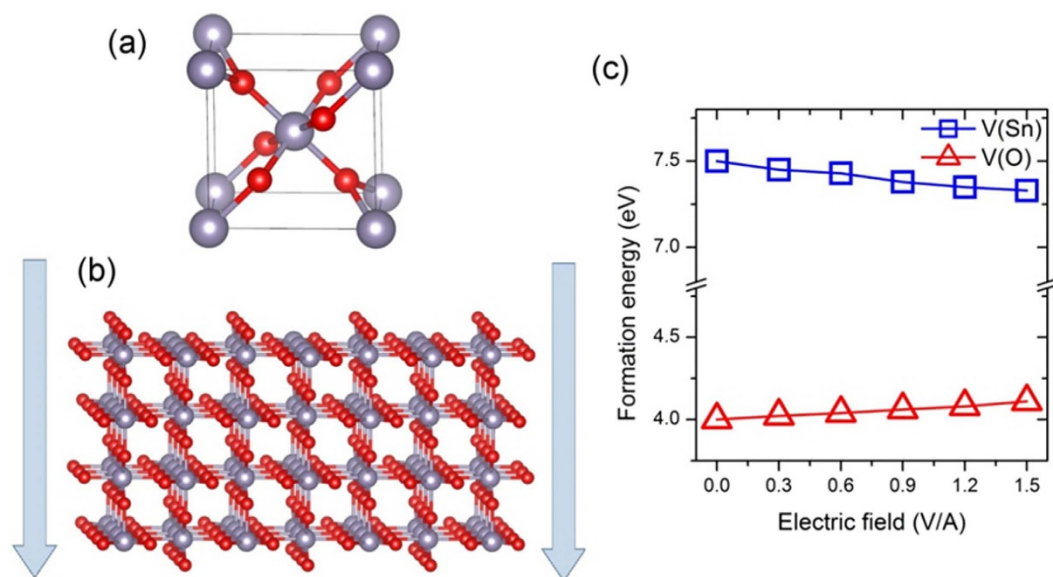 (a)
(b)
(c)
V(Sn)
V(O)
7.5
7.0
4.5
4.0
Formation energy (eV)
0.0 0.3 0.6 0.9 1.2 1.5
Electric field (V/A)